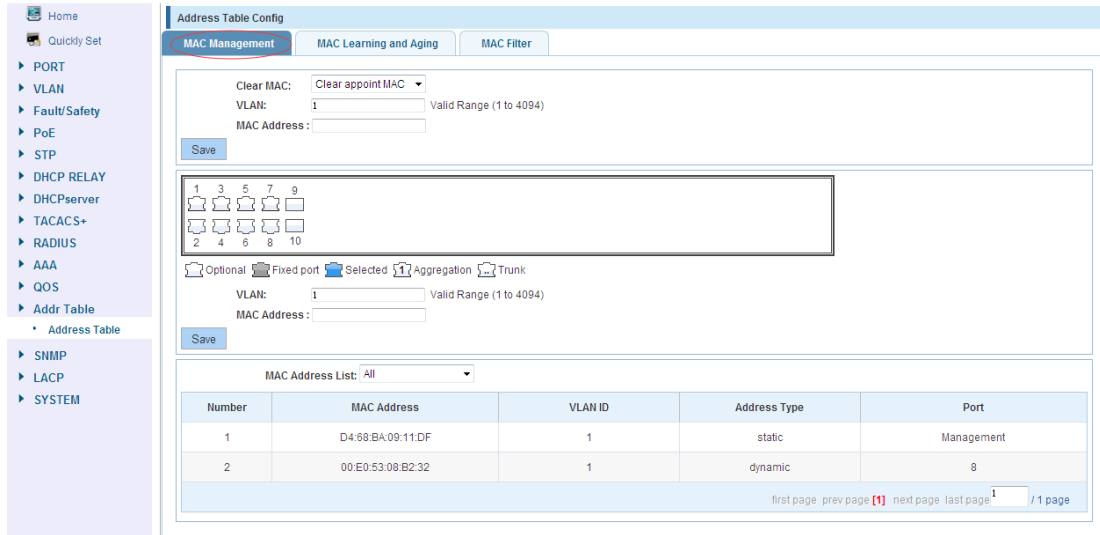 Home
Quickly Set
PORT
VLAN
Fault/Safety
PoE
STP
DHCP RELAY
DHCPserver
TACACS+
RADIUS
AAA
QOS
Addr Table
Address Table
SNMP
LACP
SYSTEM
Address Table Config
MAC Management MAC Learning and Aging MAC Filter
Clear MAC: Clear appoint MAC
VLAN: 1 Valid Range (1 to 4094)
MAC Address :
Save
1 3 5 7 9
2 4 6 8 10
Optional Fixed port Selected 1 Aggregation ... Trunk
VLAN: 1 Valid Range (1 to 4094)
MAC Address :
Save
MAC Address List: All
Number MAC Address VLAN ID Address Type Port
1 D4:68:BA:09:11:DF 1 static Management
2 00:E0:53:08:B2:32 1 dynamic 8
first page prev page [1] next page last page 1 / 1 page